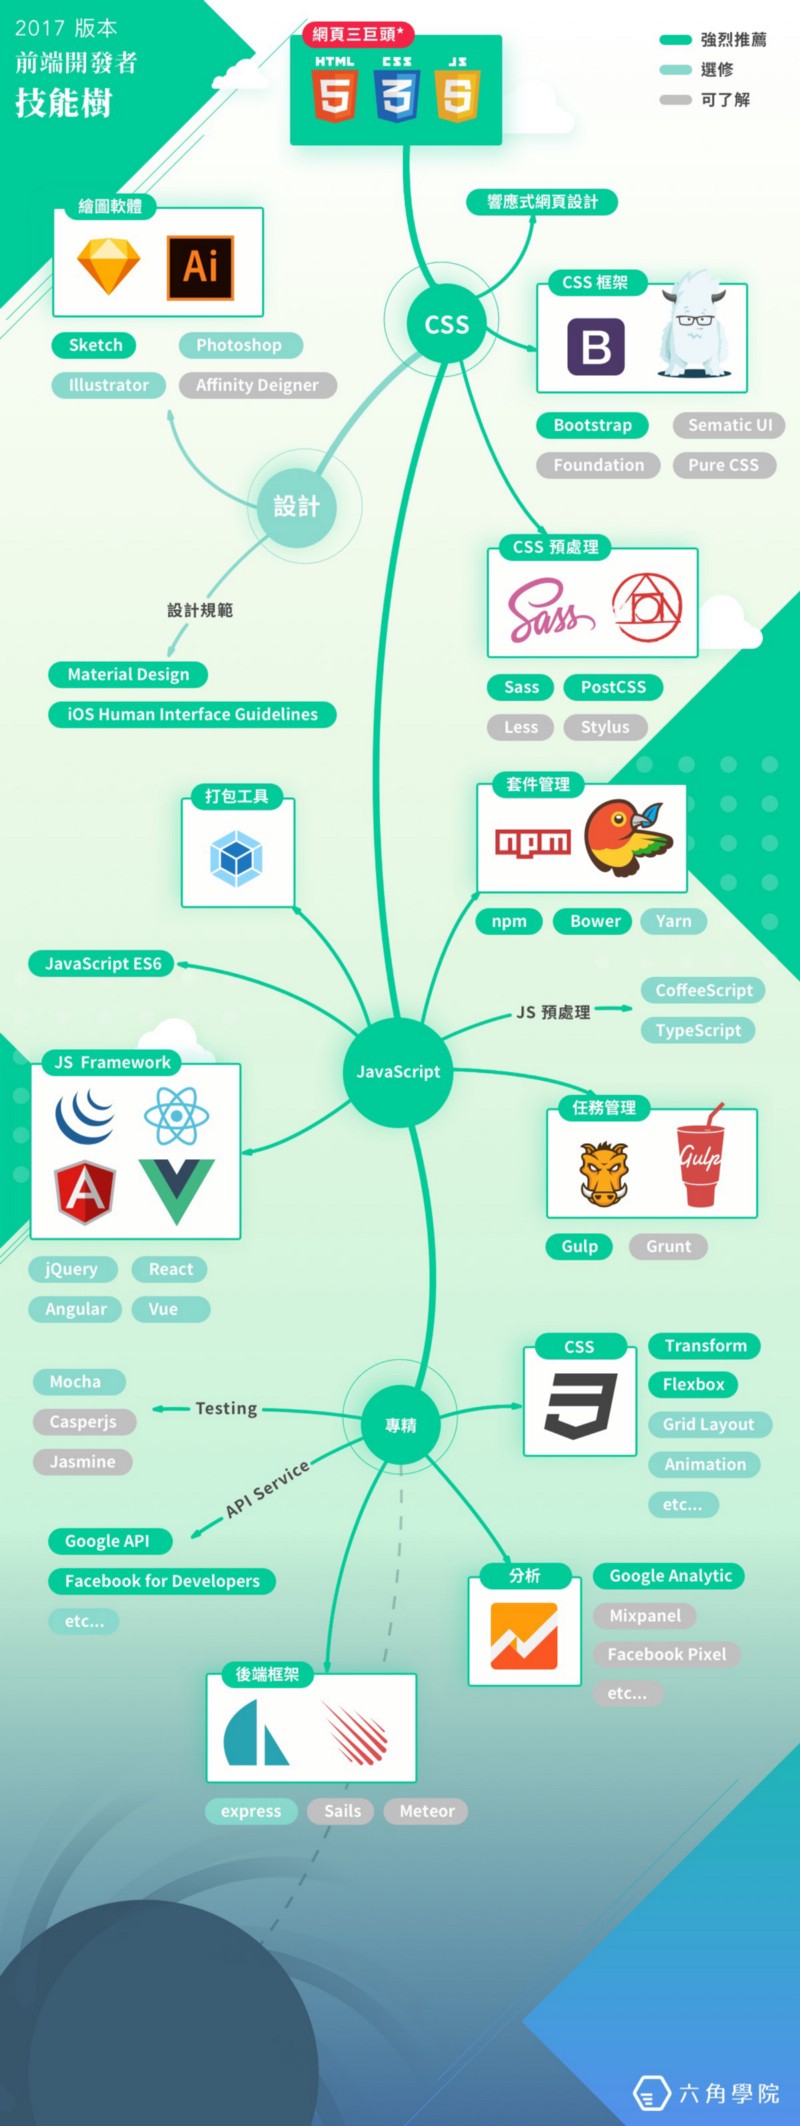 2017 版本
前端開發者
技能樹
網頁三巨頭*
HTML CSS JS
5 3 5
強烈推薦
選修
可了解
繪圖軟體
Ai
Sketch
Photoshop
Illustrator
Affinity Deigner
響應式網頁設計
CSS
CSS 框架
B
Bootstrap
Sematic UI
Foundation
Pure CSS
設計
設計規範
Material Design
iOS Human Interface Guidelines
CSS 預處理
Sass
Sass
PostCSS
Less
Stylus
打包工具
套件管理
npm
npm
Bower
Yarn
JavaScript ES6
JS 預處理
CoffeeScript
TypeScript
JavaScript
JS Framework
A
jQuery
React
Angular
Vue
任務管理
Gulp
Gulp
Grunt
專精
Testing
Mocha
Casperjs
Jasmine
CSS
3
Transform
Flexbox
Grid Layout
Animation
etc...
API Service
Google API
Facebook for Developers
etc...
分析
Google Analytic
Mixpanel
Facebook Pixel
etc...
後端框架
express
Sails
Meteor
六角學院